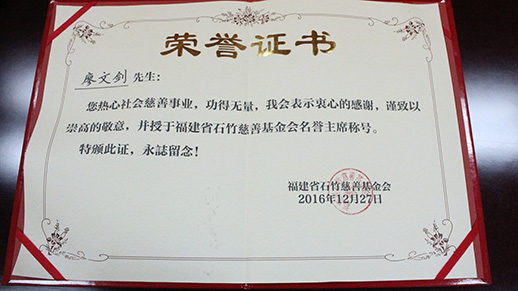 荣誉证书
廖文剑 先生：
您热心社会慈善事业，功得无量，我会表示衷心的感谢，谨致以
崇高的敬意，并授于福建省石竹慈善基金会名誉主席称号。
特颁此证，永誌留念！
福建省石竹慈善基金会
2016年12月27日